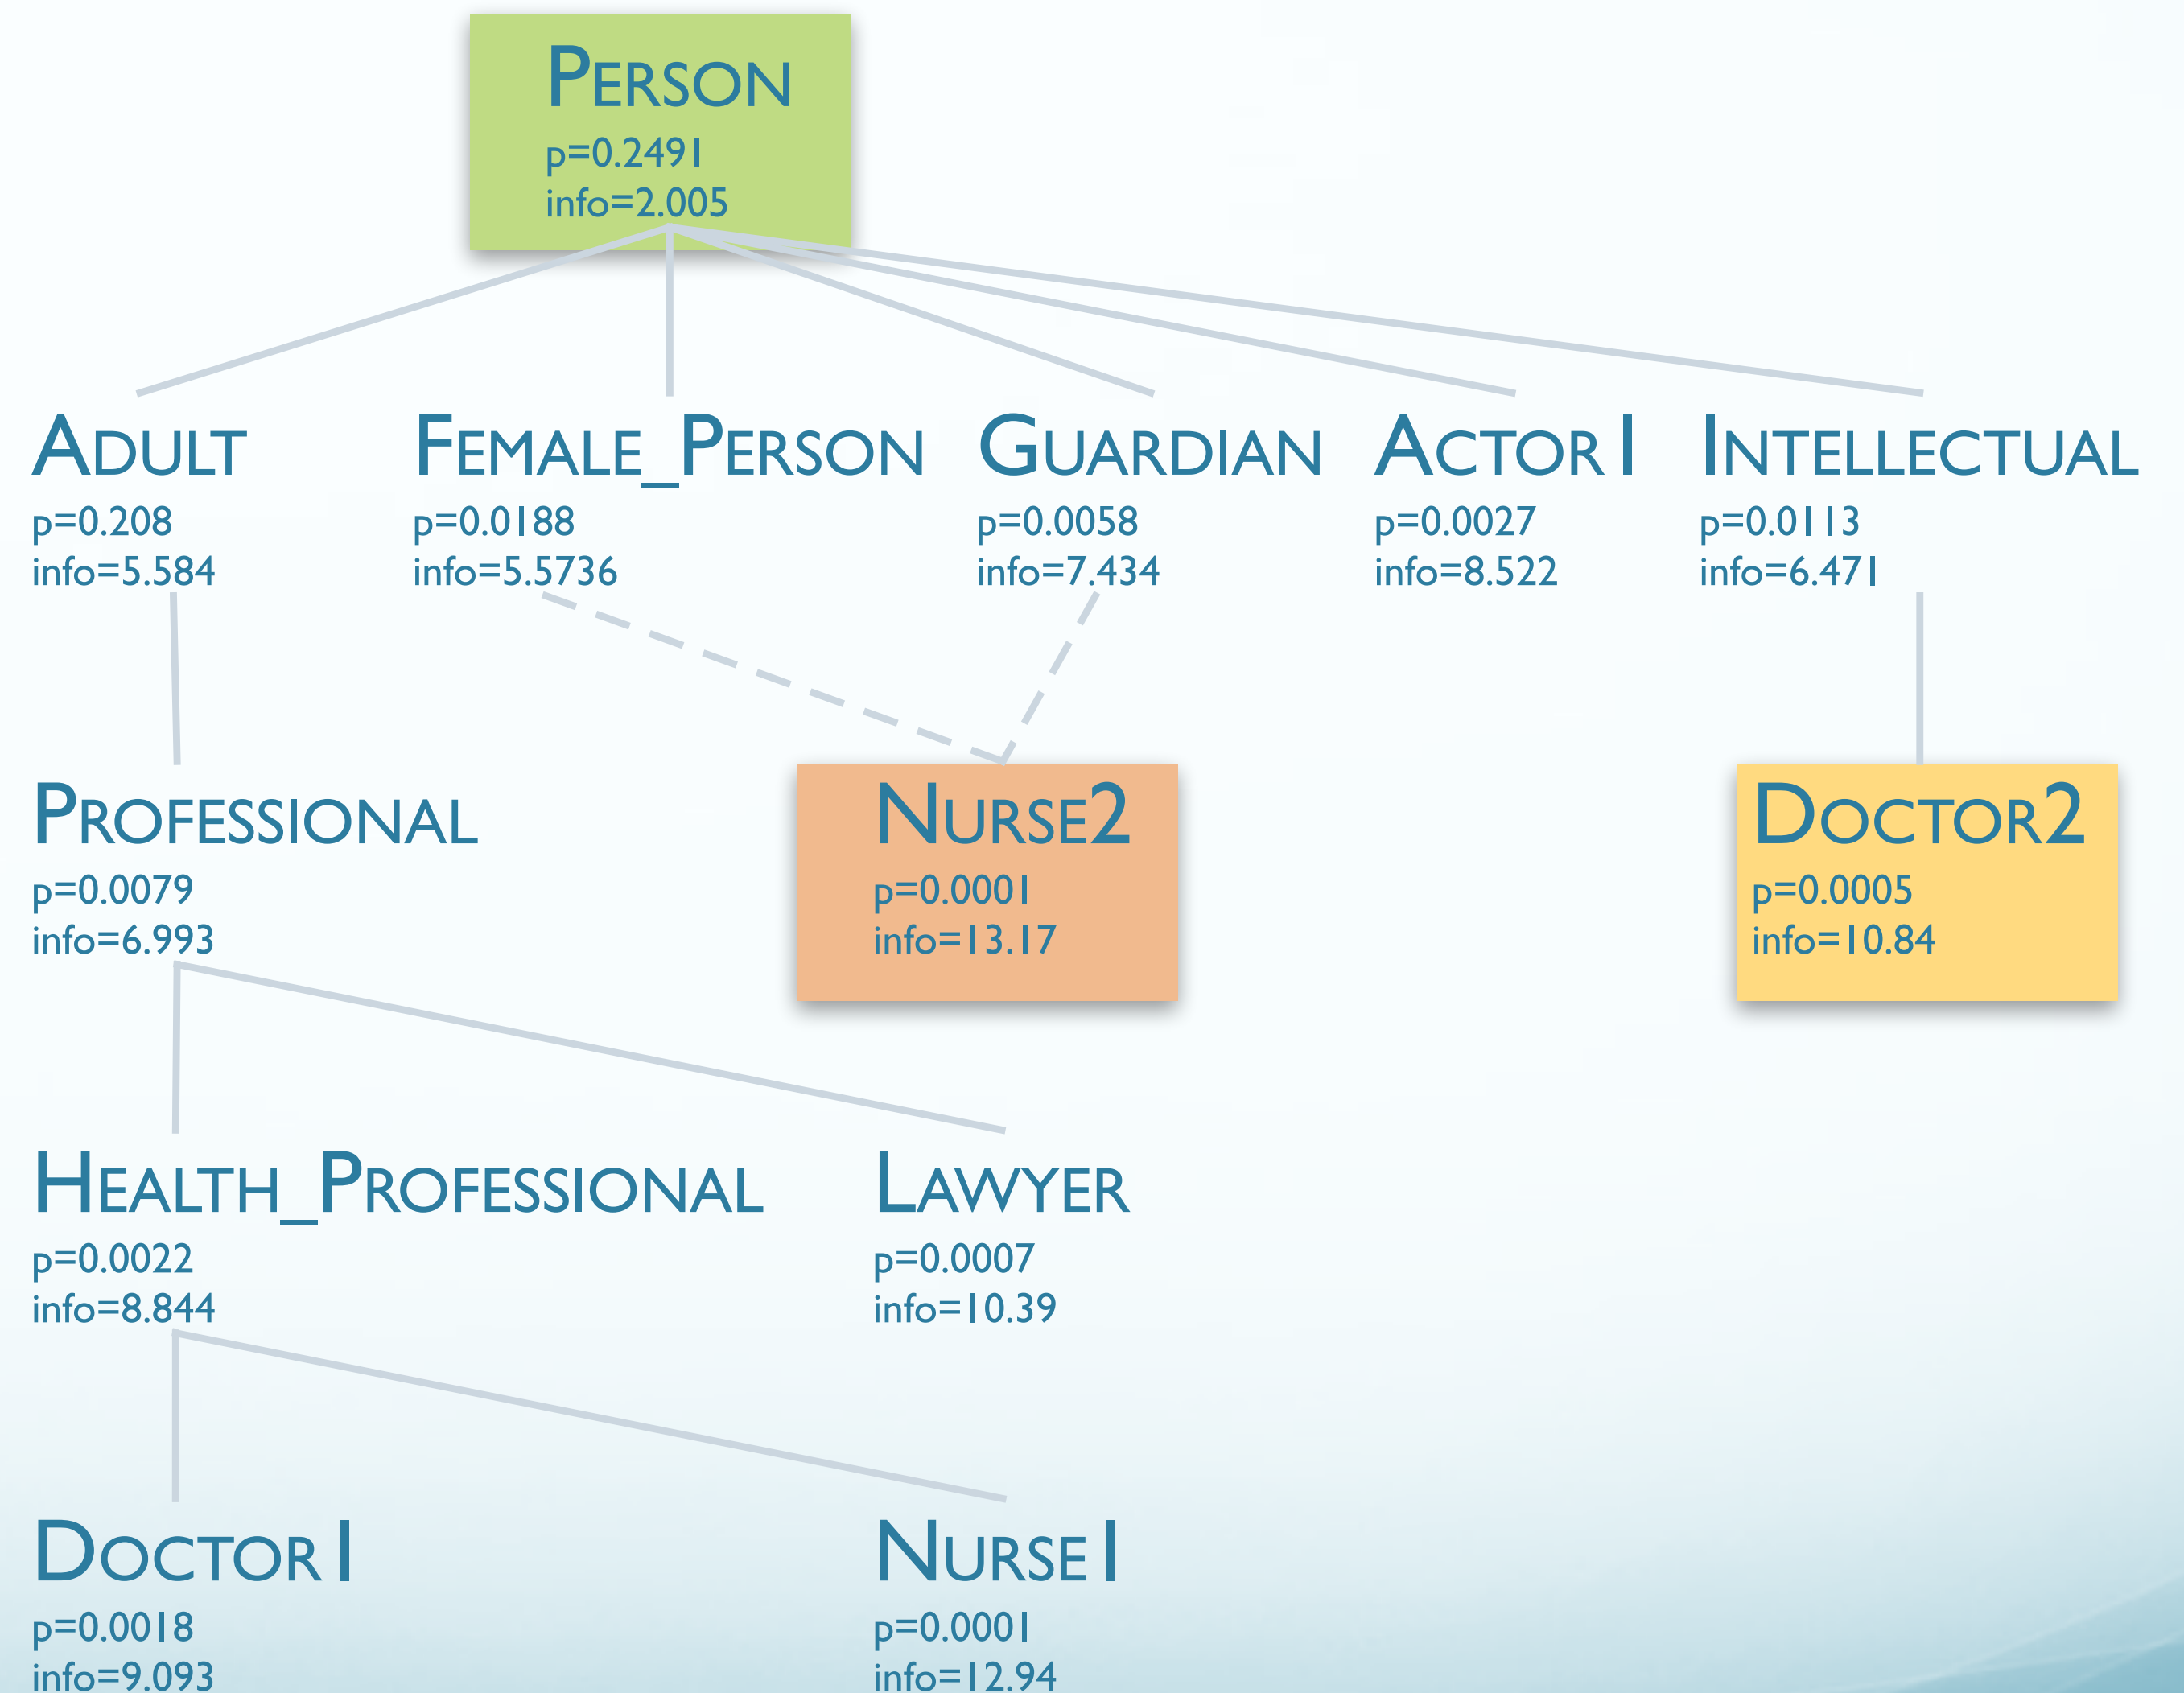 PERSON
p=0.2491
info=2.005
ADULT
p=0.208
info=5.584
FEMALE_PERSON
p=0.0188
info=5.5736
GUARDIAN
p=0.0058
info=7.434
ACTOR1
p=0.0027
info=8.522
INTELLECTUAL
p=0.0113
info=6.471
PROFESSIONAL
p=0.0079
info=6.993
NURSE2
p=0.0001
info=13.17
DOCTOR2
p=0.0005
info=10.84
HEALTH_PROFESSIONAL
p=0.0022
info=8.844
LAWYER
p=0.0007
info=10.39
DOCTOR1
p=0.0018
info=9.093
NURSE1
p=0.0001
info=12.94